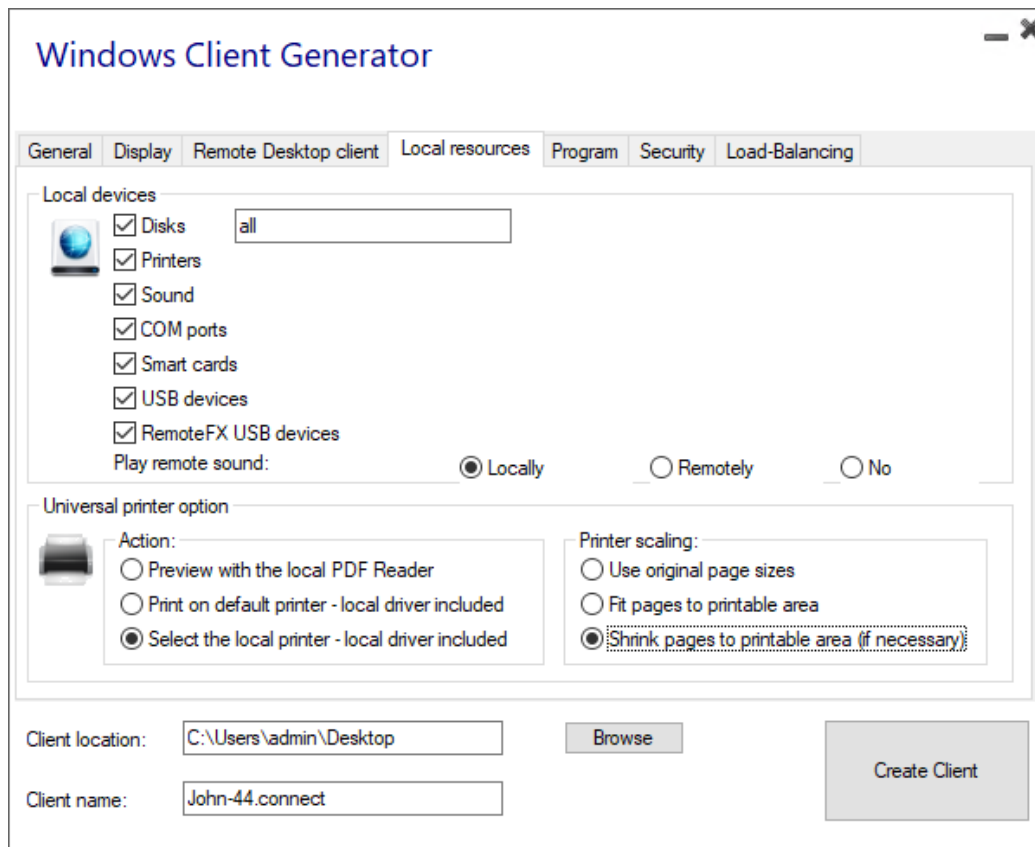 Windows Client Generator
General Display Remote Desktop client Local resources Program Security Load-Balancing
Local devices
Disks all
Printers
Sound
COM ports
Smart cards
USB devices
RemoteFX USB devices
Play remote sound: Locally Remotely No
Universal printer option
Action:
Preview with the local PDF Reader
Print on default printer - local driver included
Select the local printer - local driver included
Printer scaling:
Use original page sizes
Fit pages to printable area
Shrink pages to printable area (if necessary)
Client location: C:\Users\admin\Desktop Browse
Create Client
Client name: John-44.connect